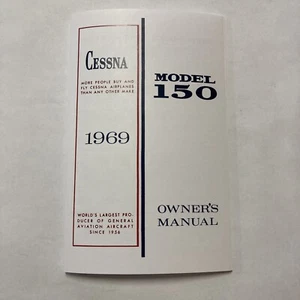 CESSNA
MORE PEOPLE BUY AND
FLY CESSNA AIRPLANES
THAN ANY OTHER MAKE
1969
WORLD'S LARGEST PRO-
DUCER OF GENERAL
AVIATION AIRCRAFT
SINCE 1956
MODEL
150
OWNER'S
MANUAL